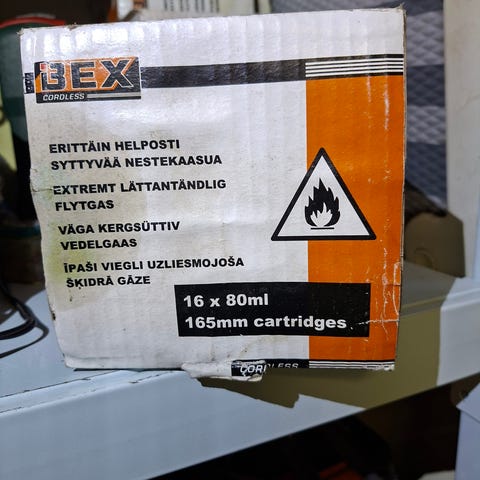 IBEX
CORDLESS
ERITTÄIN HELPOSTI
SYTTYVÄÄ NESTEKAASUA
EXTREMT LÄTTANTÄNDLIG
FLYTGAS
VÄGA KERGSÜTTIV
VEDELGAAS
ĪPAŠI VIEGLI UZLIESMOJOŠA
ŠĶIDRĀ GĀZE
16 x 80ml
165mm cartridges
CORDLESS